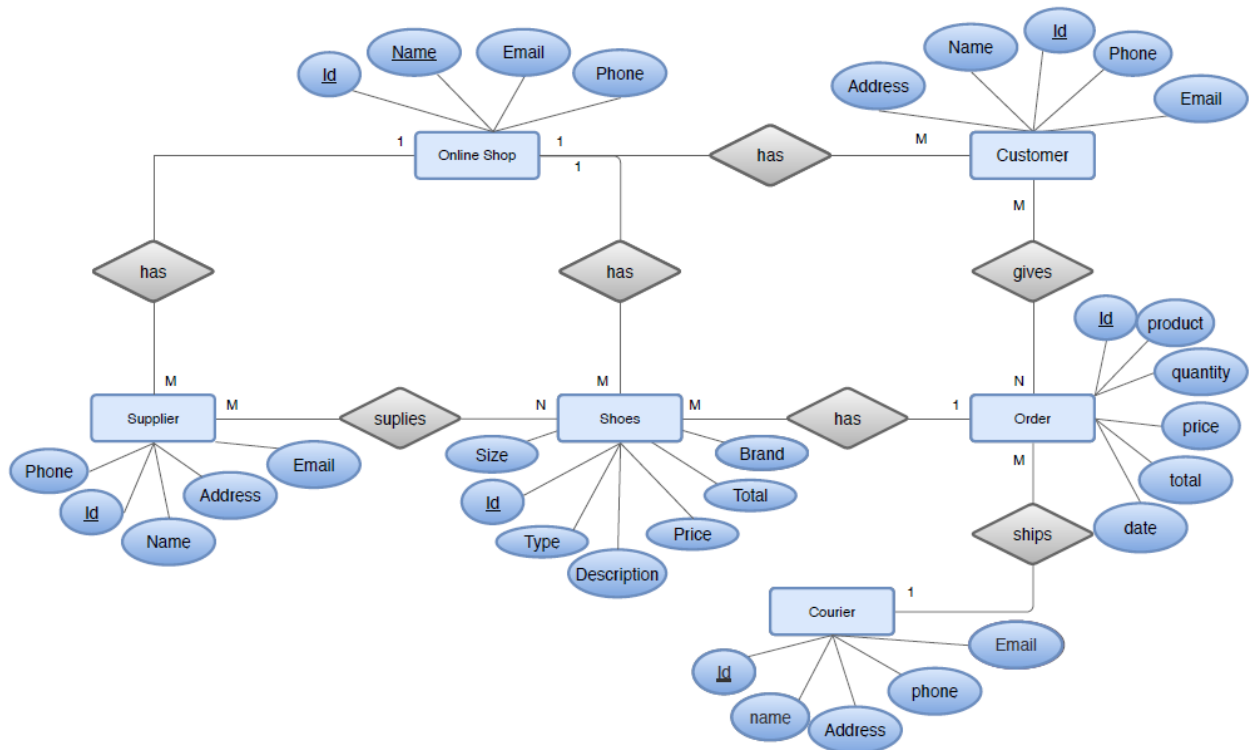 Name
Email
Id
Phone
Id
Name
Phone
Address
Email
1
Online Shop
1
1
has
M
Customer
M
has
has
gives
Id
product
quantity
price
total
date
M
Supplier
M
suplies
N
M
Shoes
M
has
1
N
Order
M
Phone
Id
Name
Address
Email
Size
Id
Type
Description
Price
Total
Brand
ships
Courier
1
Id
name
Address
phone
Email